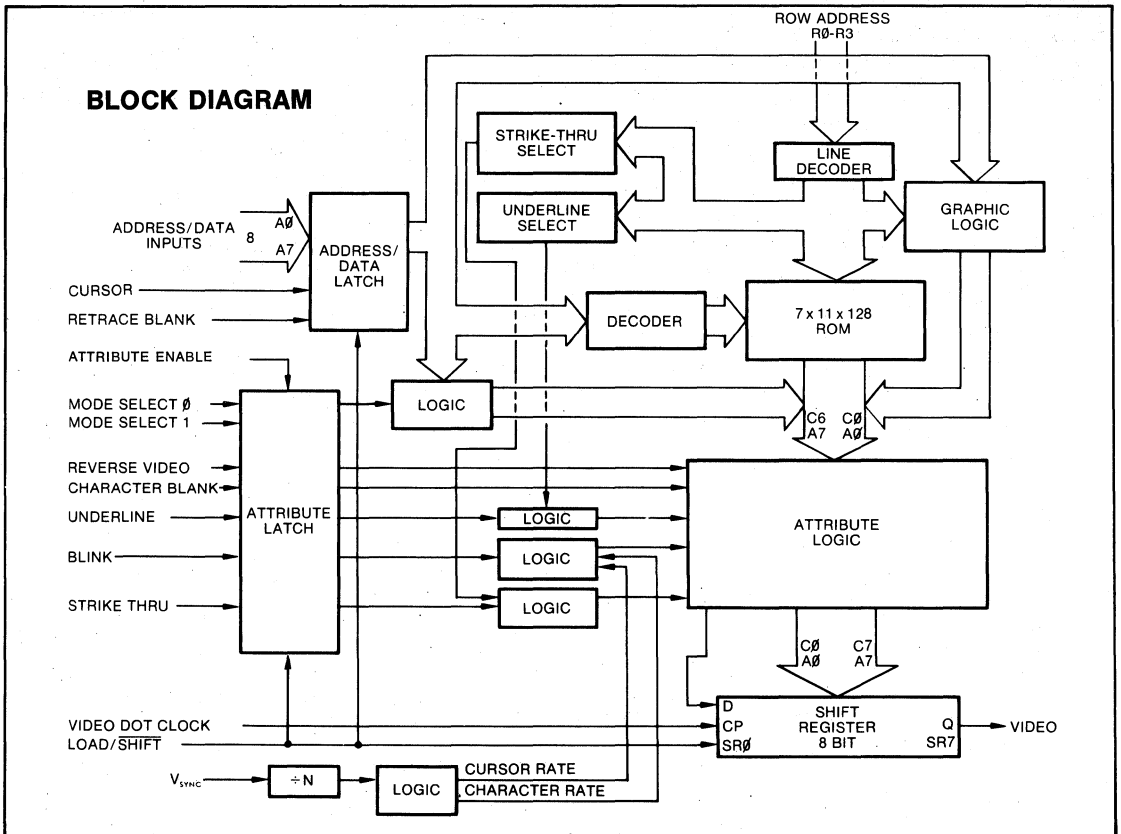 ROW ADDRESS
RØ-R3
BLOCK DIAGRAM
STRIKE-THRU
SELECT
LINE
DECODER
UNDERLINE
SELECT
GRAPHIC
LOGIC
ADDRESS/DATA
INPUTS
8
AØ
A7
ADDRESS/
DATA
LATCH
CURSOR
RETRACE BLANK
DECODER
7 x 11 x 128
ROM
ATTRIBUTE ENABLE
MODE SELECT Ø
MODE SELECT 1
LOGIC
C6 CØ
A7 AØ
REVERSE VIDEO
CHARACTER BLANK
UNDERLINE
BLINK
STRIKE THRU
ATTRIBUTE
LATCH
LOGIC
LOGIC
LOGIC
ATTRIBUTE
LOGIC
CØ C7
AØ A7
VIDEO DOT CLOCK
LOAD/SHIFT
D
CP
SRØ
SHIFT
REGISTER
8 BIT
Q
SR7
VIDEO
VSYNC
÷N
LOGIC
CURSOR RATE
CHARACTER RATE